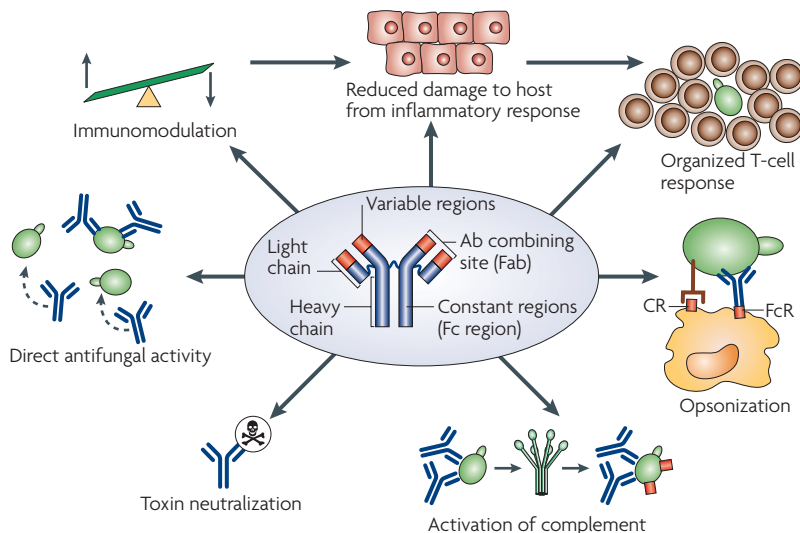 Immunomodulation
Reduced damage to host
from inflammatory response
Organized T-cell
response
Variable regions
Light
chain
Ab combining
site (Fab)
Heavy
chain
Constant regions
(Fc region)
Direct antifungal activity
CR
FcR
Opsonization
Toxin neutralization
Activation of complement